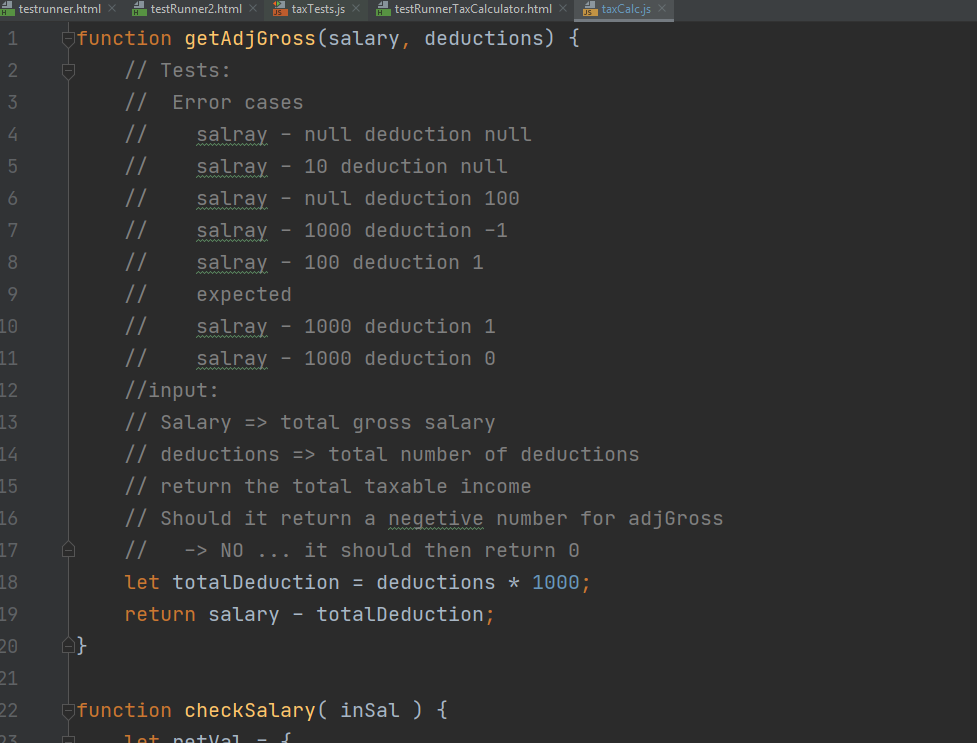 testrunner.html testRunner2.html taxTests.js testRunnerTaxCalculator.html taxCalc.js
1 function getAdjGross(salary, deductions) {
2 // Tests:
3 //  Error cases
4 //    salray - null deduction null
5 //    salray - 10 deduction null
6 //    salray - null deduction 100
7 //    salray - 1000 deduction -1
8 //    salray - 100 deduction 1
9 //    expected
10 //    salray - 1000 deduction 1
11 //    salray - 1000 deduction 0
12 //input:
13 // Salary => total gross salary
14 // deductions => total number of deductions
15 // return the total taxable income
16 // Should it return a negetive number for adjGross
17 //   -> NO ... it should then return 0
18 let totalDeduction = deductions * 1000;
19 return salary - totalDeduction;
20 }
21
22 function checkSalary( inSal ) {
23 let retVal = {